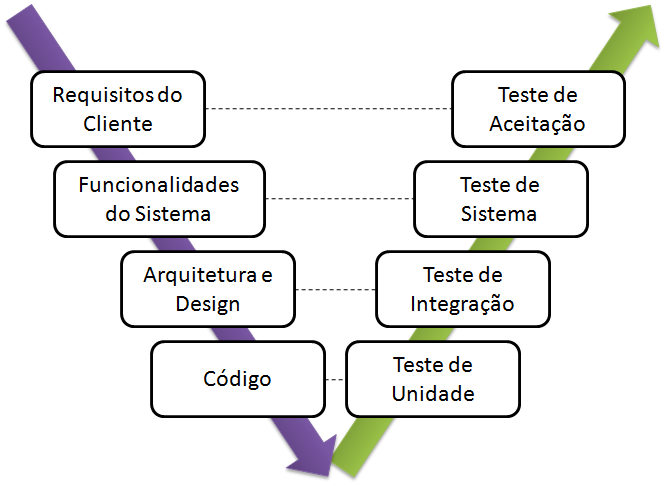 Requisitos do
Cliente
Teste de
Aceitação
Funcionalidades
do Sistema
Teste de
Sistema
Arquitetura e
Design
Teste de
Integração
Código
Teste de
Unidade